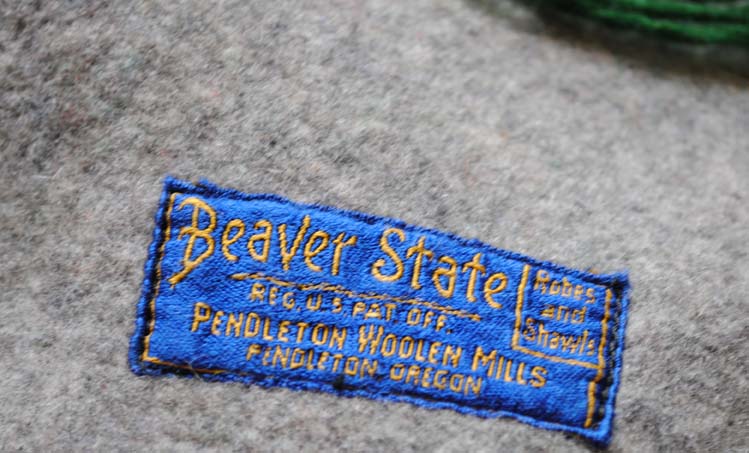 Beaver State
REG. U.S. PAT. OFF.
PENDLETON WOOLEN MILLS
PENDLETON, OREGON
Robes
and
Shawls